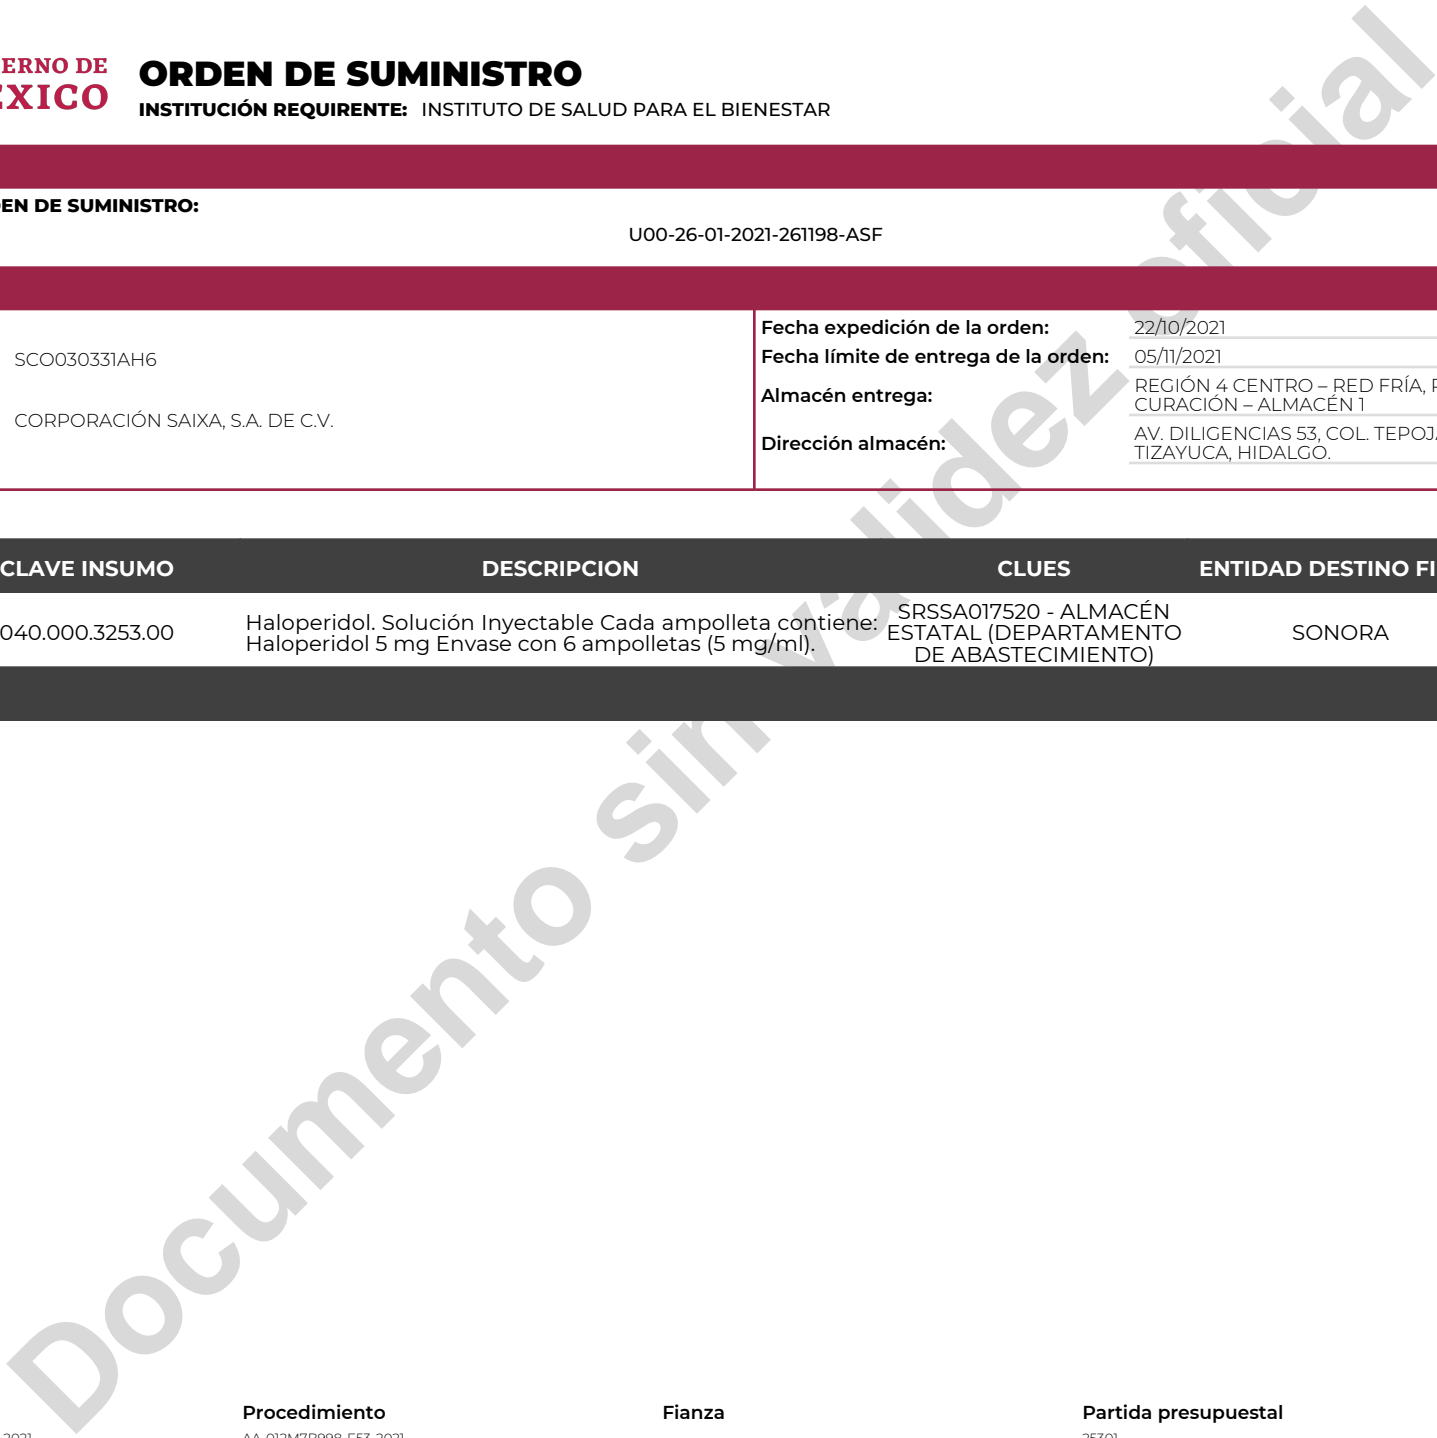 ERNO DE
EXICO
ORDEN DE SUMINISTRO
INSTITUCIÓN REQUIRENTE: INSTITUTO DE SALUD PARA EL BIENESTAR
EN DE SUMINISTRO:
U00-26-01-2021-261198-ASF
SCO030331AH6
CORPORACIÓN SAIXA, S.A. DE C.V.
Fecha expedición de la orden: 22/10/2021
Fecha límite de entrega de la orden: 05/11/2021
Almacén entrega: REGIÓN 4 CENTRO – RED FRÍA,
CURACIÓN – ALMACÉN 1
Dirección almacén: AV. DILIGENCIAS 53, COL. TEPOJ
TIZAYUCA, HIDALGO.
CLAVE INSUMO DESCRIPCION CLUES ENTIDAD DESTINO FI
040.000.3253.00
Haloperidol. Solución Inyectable Cada ampolleta contiene:
Haloperidol 5 mg Envase con 6 ampolletas (5 mg/ml).
SRSSA017520 - ALMACÉN
ESTATAL (DEPARTAMENTO
DE ABASTECIMIENTO)
SONORA
Documento sin validez oficial
Procedimiento Fianza Partida presupuestal